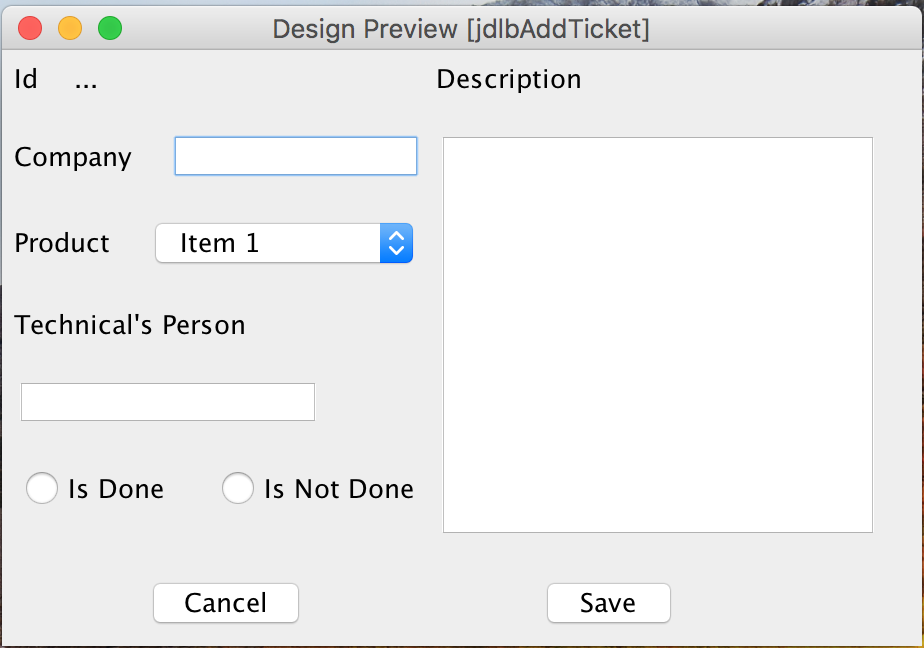 Design Preview [jdlbAddTicket]
Id ...
Description
Company
Product Item 1
Technical's Person
Is Done Is Not Done
Cancel Save